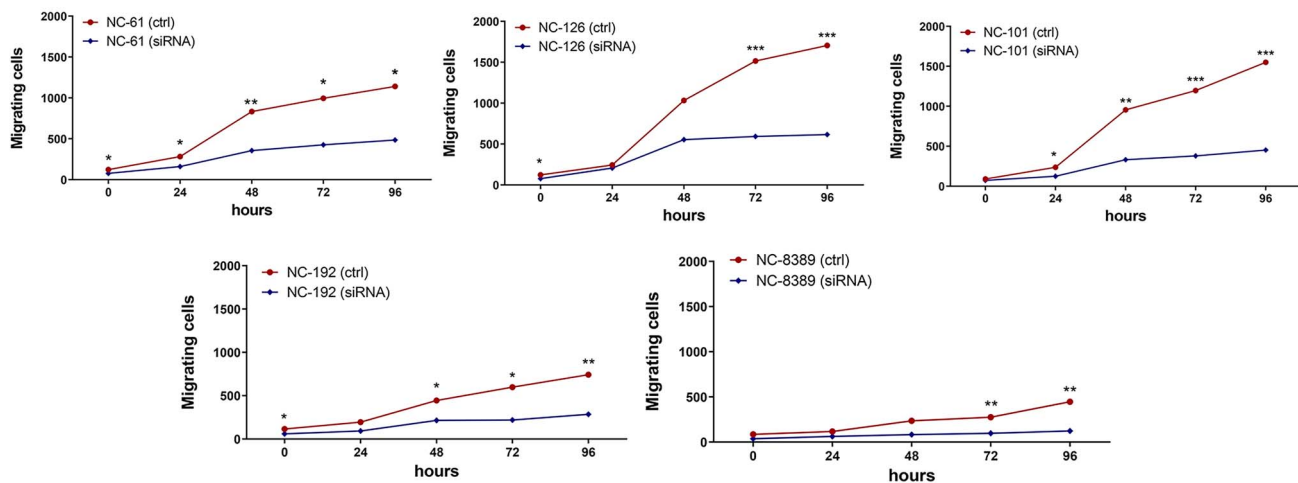 NC-61 (ctrl)
NC-61 (siRNA)
Migrating cells
2000
1500
1000
500
0
*
*
**
*
*
0 24 48 72 96
hours
NC-126 (ctrl)
NC-126 (siRNA)
Migrating cells
2000
1500
1000
500
0
*
***
***
0 24 48 72 96
hours
NC-101 (ctrl)
NC-101 (siRNA)
Migrating cells
2000
1500
1000
500
0
*
**
***
***
0 24 48 72 96
hours
NC-192 (ctrl)
NC-192 (siRNA)
Migrating cells
2000
1500
1000
500
0
*
*
*
**
0 24 48 72 96
hours
NC-8389 (ctrl)
NC-8389 (siRNA)
Migrating cells
2000
1500
1000
500
0
**
**
0 24 48 72 96
hours